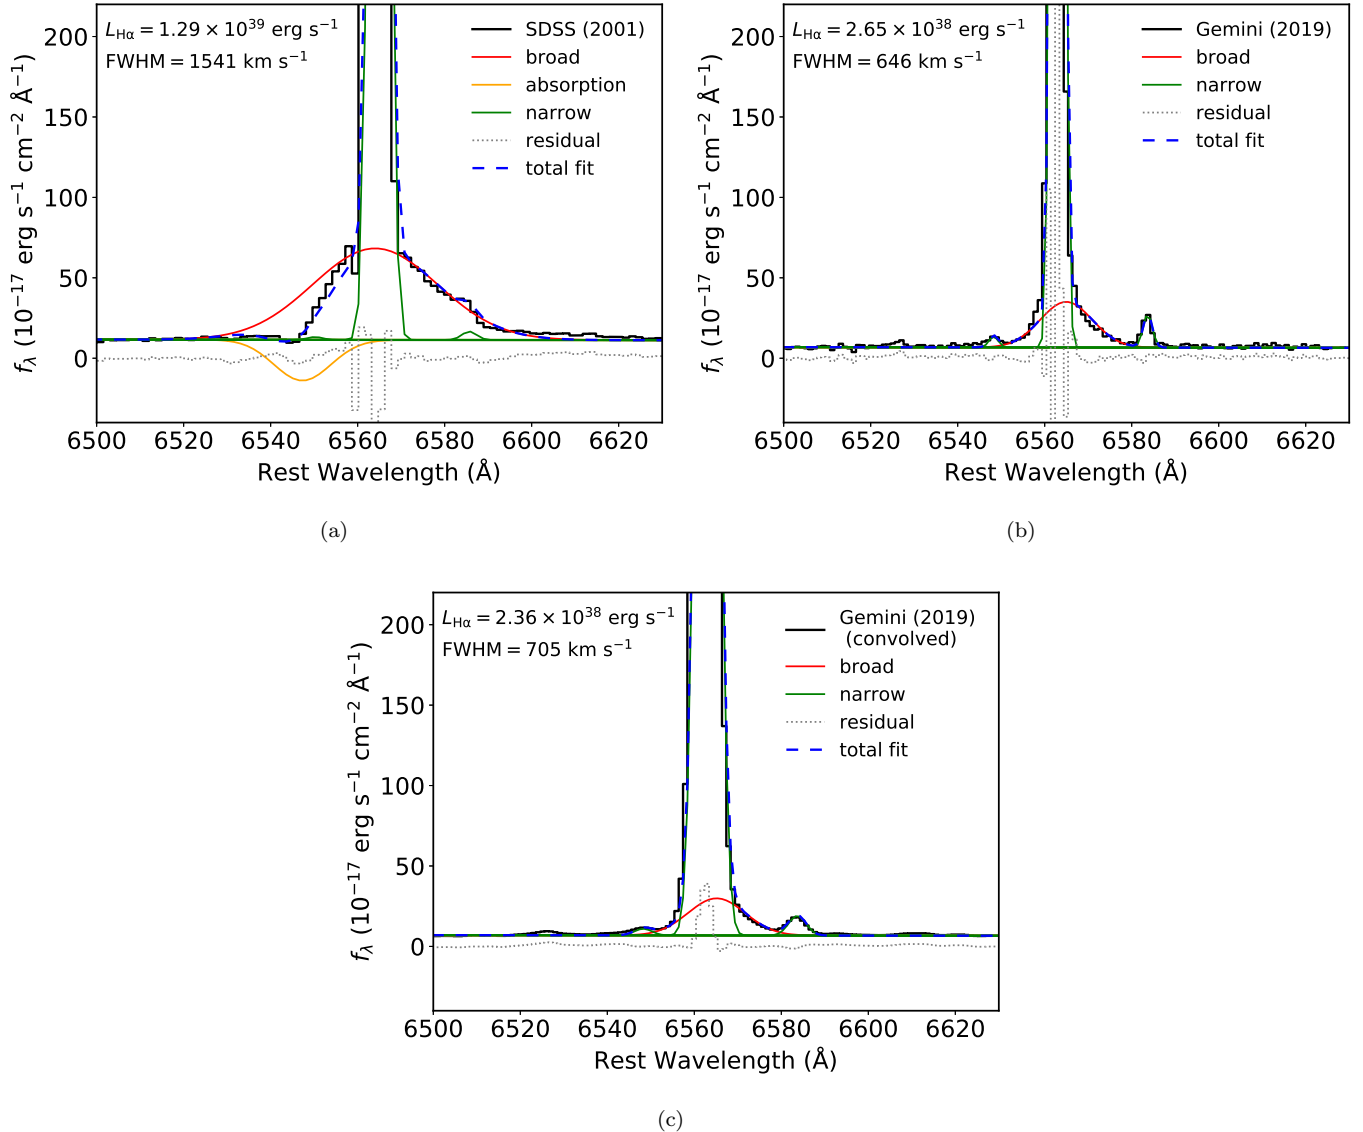 L_Hα = 1.29 × 10^39 erg s^−1
FWHM = 1541 km s^−1
SDSS (2001)
broad
absorption
narrow
residual
total fit
200
150
100
50
0
f_λ (10^−17 erg s^−1 cm^−2 Å^−1)
6500 6520 6540 6560 6580 6600 6620
Rest Wavelength (Å)
(a)
L_Hα = 2.65 × 10^38 erg s^−1
FWHM = 646 km s^−1
Gemini (2019)
broad
narrow
residual
total fit
200
150
100
50
0
f_λ (10^−17 erg s^−1 cm^−2 Å^−1)
6500 6520 6540 6560 6580 6600 6620
Rest Wavelength (Å)
(b)
L_Hα = 2.36 × 10^38 erg s^−1
FWHM = 705 km s^−1
Gemini (2019)
(convolved)
broad
narrow
residual
total fit
200
150
100
50
0
f_λ (10^−17 erg s^−1 cm^−2 Å^−1)
6500 6520 6540 6560 6580 6600 6620
Rest Wavelength (Å)
(c)